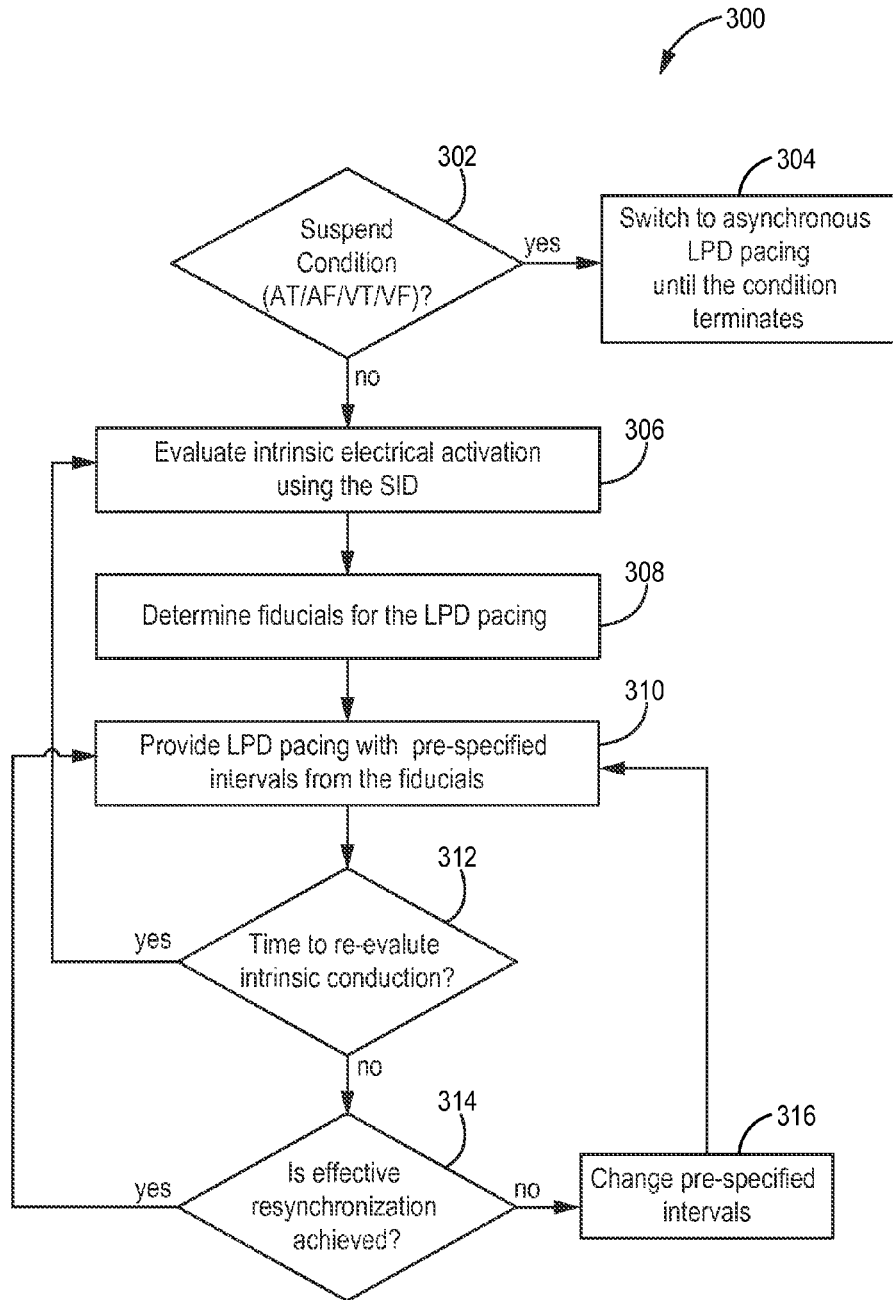 300
302
304
Suspend
Condition
(AT/AF/VT/VF)?
yes
Switch to asynchronous
LPD pacing
until the condition
terminates
no
Evaluate intrinsic electrical activation
using the SID
306
308
Determine fiducials for the LPD pacing
310
Provide LPD pacing with pre-specified
intervals from the fiducials
312
yes
Time to re-evalute
intrinsic conduction?
no
314
316
yes
Is effective
resynchronization
achieved?
no
Change pre-specified
intervals